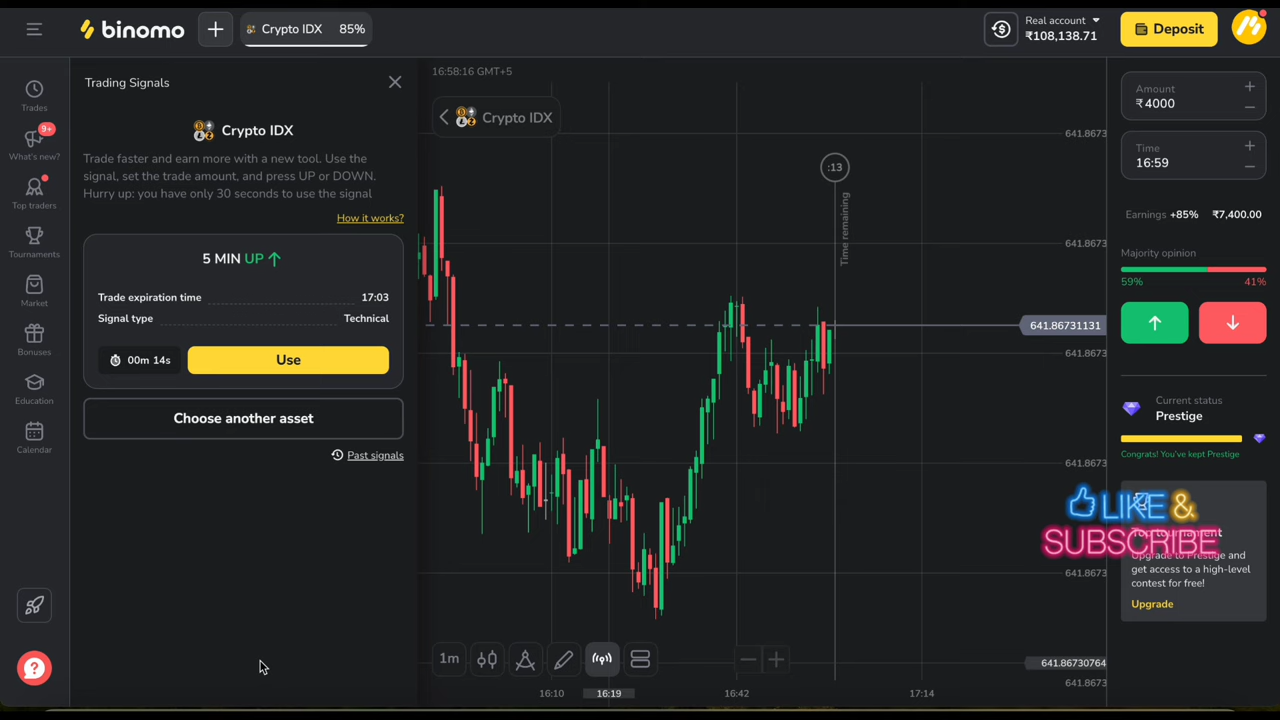 binomo
Crypto IDX 85%
Real account
₹108,138.71
Deposit
Trades
9+
What's new?
Top traders
Tournaments
Market
Bonuses
Education
Calendar
?
Trading Signals
Crypto IDX
Trade faster and earn more with a new tool. Use the
signal, set the trade amount, and press UP or DOWN.
Hurry up: you have only 30 seconds to use the signal
How it works?
5 MIN UP
Trade expiration time 17:03
Signal type Technical
00m 14s
Use
Choose another asset
Past signals
16:58:16 GMT+5
Crypto IDX
:13
Time remaining
641.8673
641.8673
641.86731131
641.8673
641.8673
641.8673
641.86730764
641.8673
1m
16:10
16:19
16:42
17:14
Amount
₹4000
Time
16:59
Earnings +85% ₹7,400.00
Majority opinion
59% 41%
Current status
Prestige
Congrats! You've kept Prestige
LIKE &
SUBSCRIBE
Top tournament
Upgrade to Prestige and
get access to a high-level
contest for free!
Upgrade